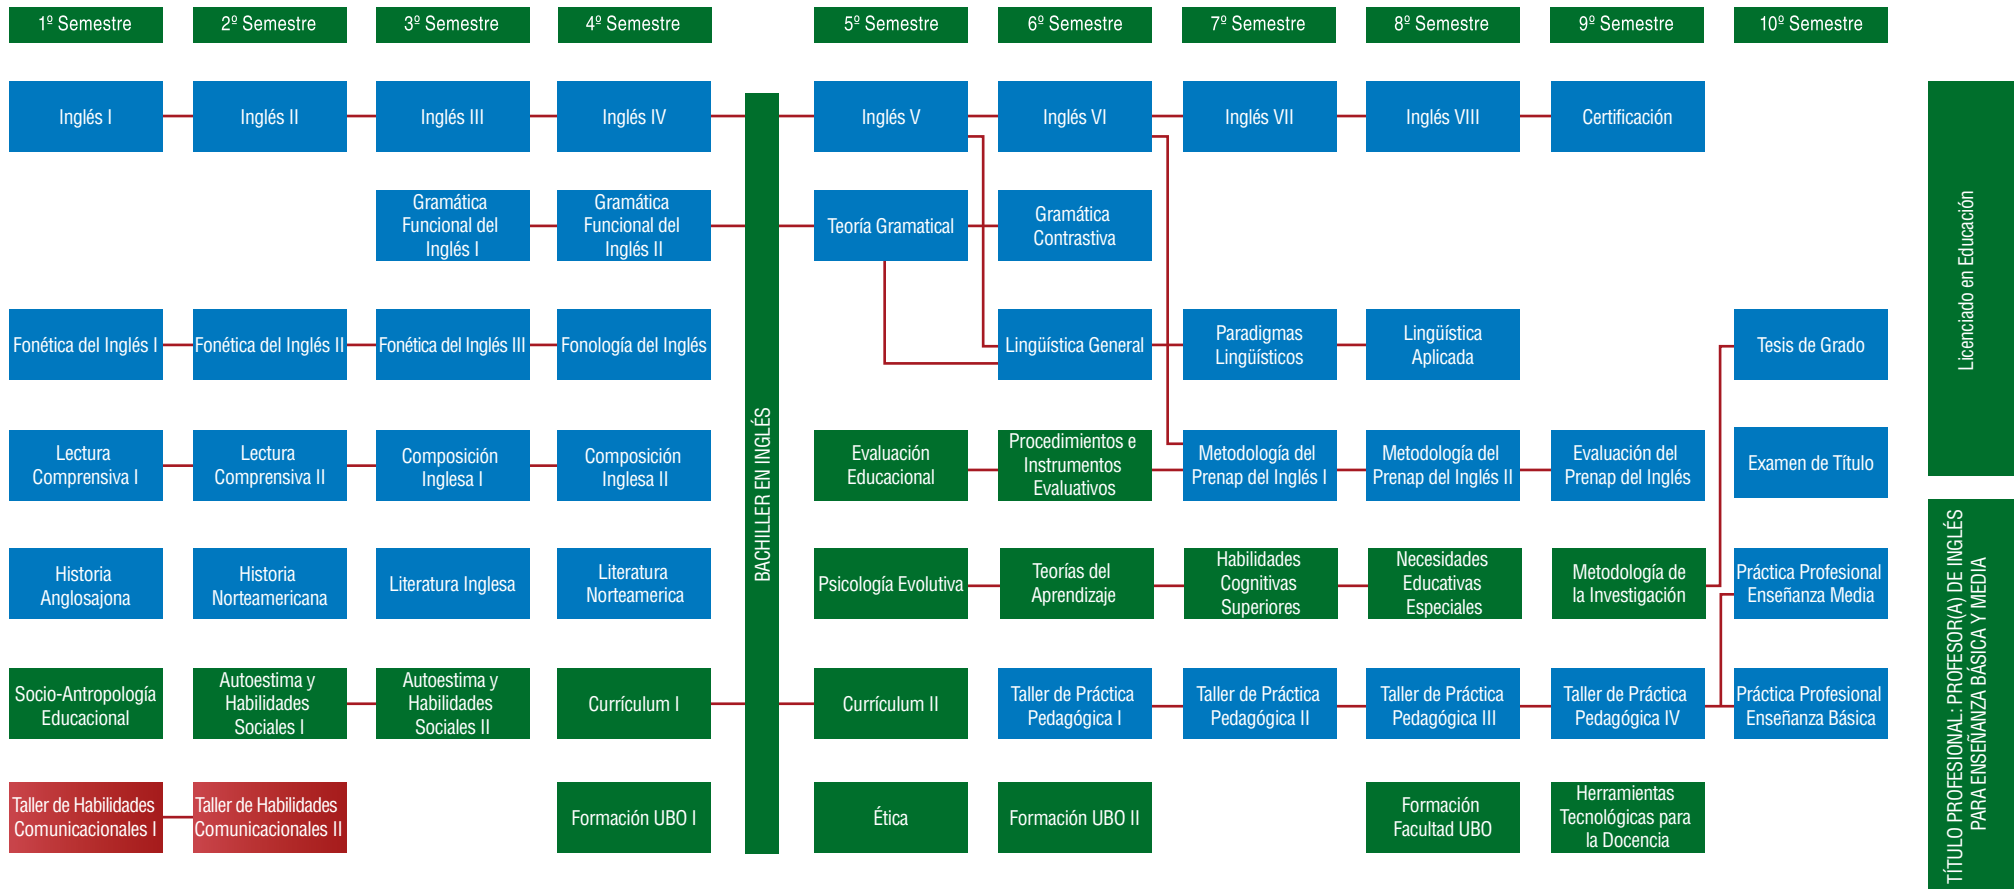 1º Semestre
2º Semestre
3º Semestre
4º Semestre
5º Semestre
6º Semestre
7º Semestre
8º Semestre
9º Semestre
10º Semestre
Inglés I
Inglés II
Inglés III
Inglés IV
Inglés V
Inglés VI
Inglés VII
Inglés VIII
Certificación
Gramática
Funcional del
Inglés I
Gramática
Funcional del
Inglés II
Teoría Gramatical
Gramática
Contrastiva
Fonética del Inglés I
Fonética del Inglés II
Fonética del Inglés III
Fonología del Inglés
Lingüística General
Paradigmas
Lingüísticos
Lingüística
Aplicada
Tesis de Grado
Lectura
Comprensiva I
Lectura
Comprensiva II
Composición
Inglesa I
Composición
Inglesa II
Evaluación
Educacional
Procedimientos e
Instrumentos
Evaluativos
Metodología del
Prenap del Inglés I
Metodología del
Prenap del Inglés II
Evaluación del
Prenap del Inglés
Examen de Título
Historia
Anglosajona
Historia
Norteamericana
Literatura Inglesa
Literatura
Norteamerica
Psicología Evolutiva
Teorías del
Aprendizaje
Habilidades
Cognitivas
Superiores
Necesidades
Educativas
Especiales
Metodología de
la Investigación
Práctica Profesional
Enseñanza Media
Socio-Antropología
Educacional
Autoestima y
Habilidades
Sociales I
Autoestima y
Habilidades
Sociales II
Currículum I
Currículum II
Taller de Práctica
Pedagógica I
Taller de Práctica
Pedagógica II
Taller de Práctica
Pedagógica III
Taller de Práctica
Pedagógica IV
Práctica Profesional
Enseñanza Básica
Taller de Habilidades
Comunicacionales I
Taller de Habilidades
Comunicacionales II
Formación UBO I
Ética
Formación UBO II
Formación
Facultad UBO
Herramientas
Tecnológicas para
la Docencia
BACHILLER EN INGLÉS
Licenciado en Educación
TÍTULO PROFESIONAL: PROFESOR(A) DE INGLÉS
PARA ENSEÑANZA BÁSICA Y MEDIA